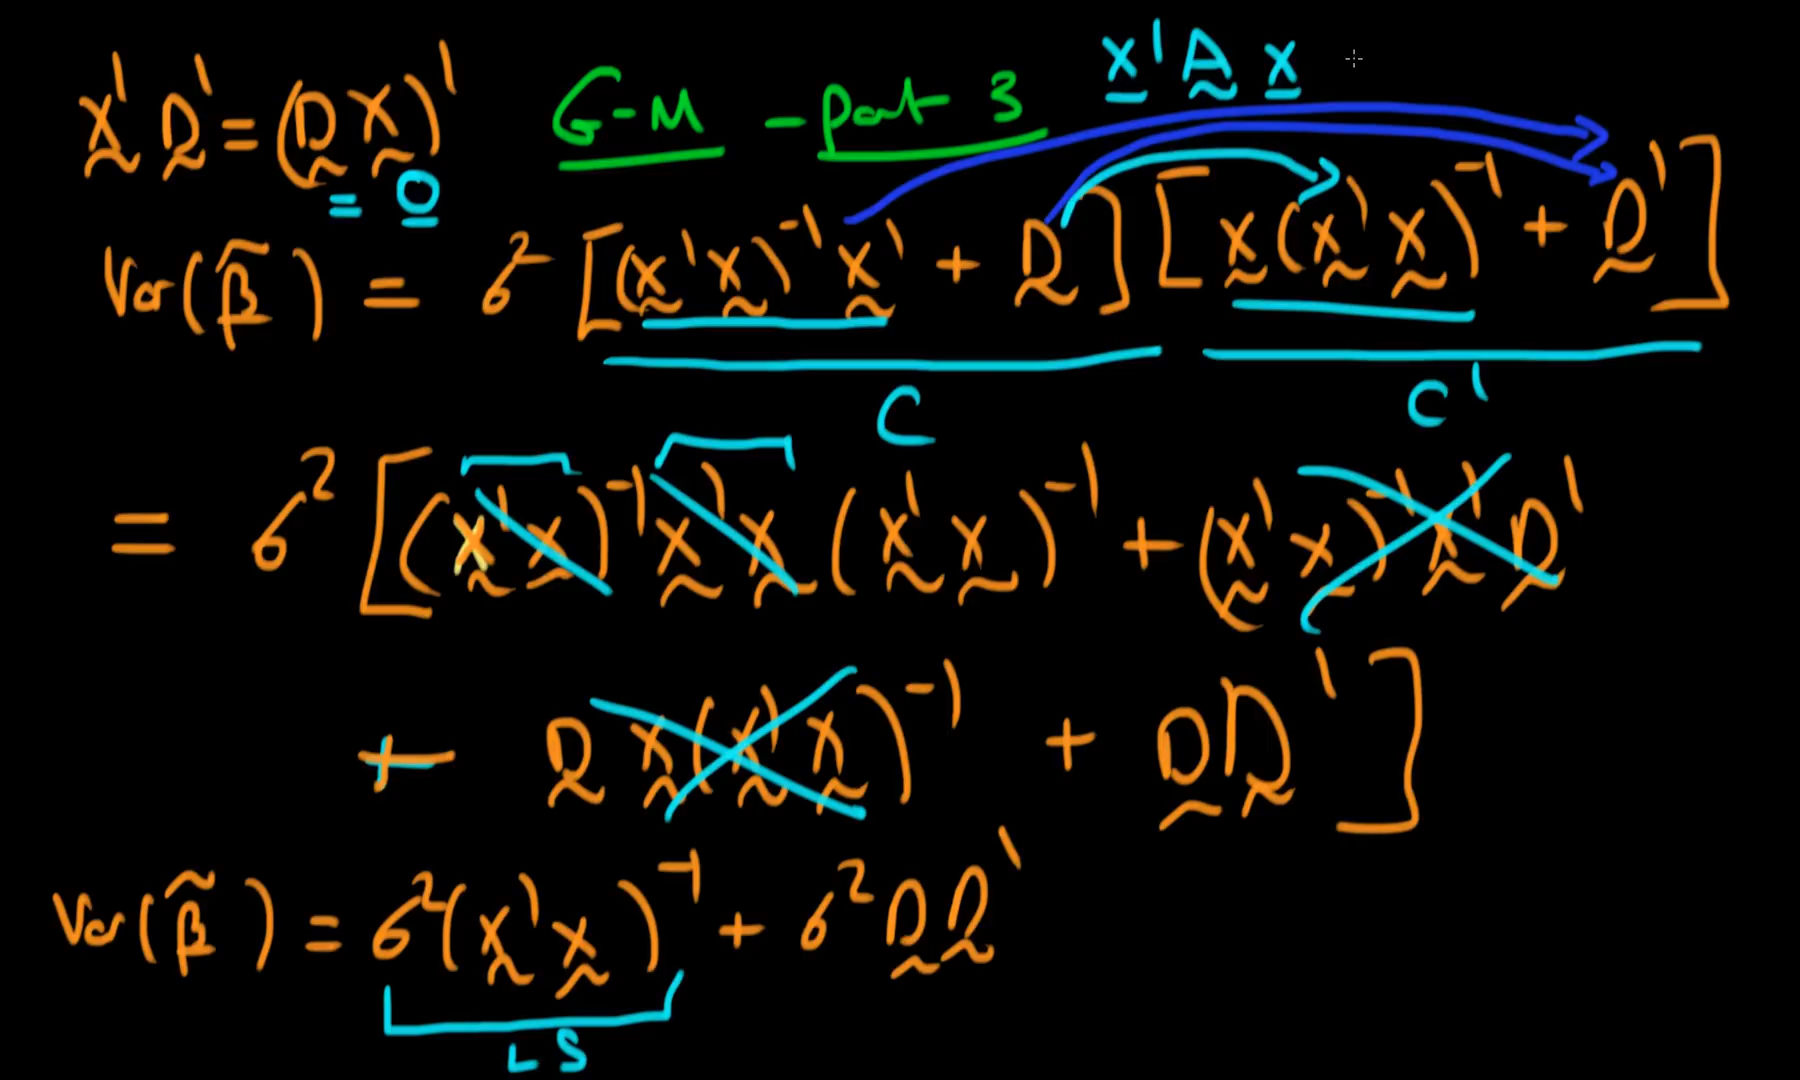 X'D' = (DX)' G-M - Part 3 x'Ax
= 0
Var(β̃) = σ² [(X'X)⁻¹X' + D] [X(X'X)⁻¹ + D']
C C'
= σ² [(X'X)⁻¹X'X(X'X)⁻¹ + (X'X)⁻¹X'D'
+ DX(X'X)⁻¹ + DD']
Var(β̃) = σ²(X'X)⁻¹ + σ²DD'
LS